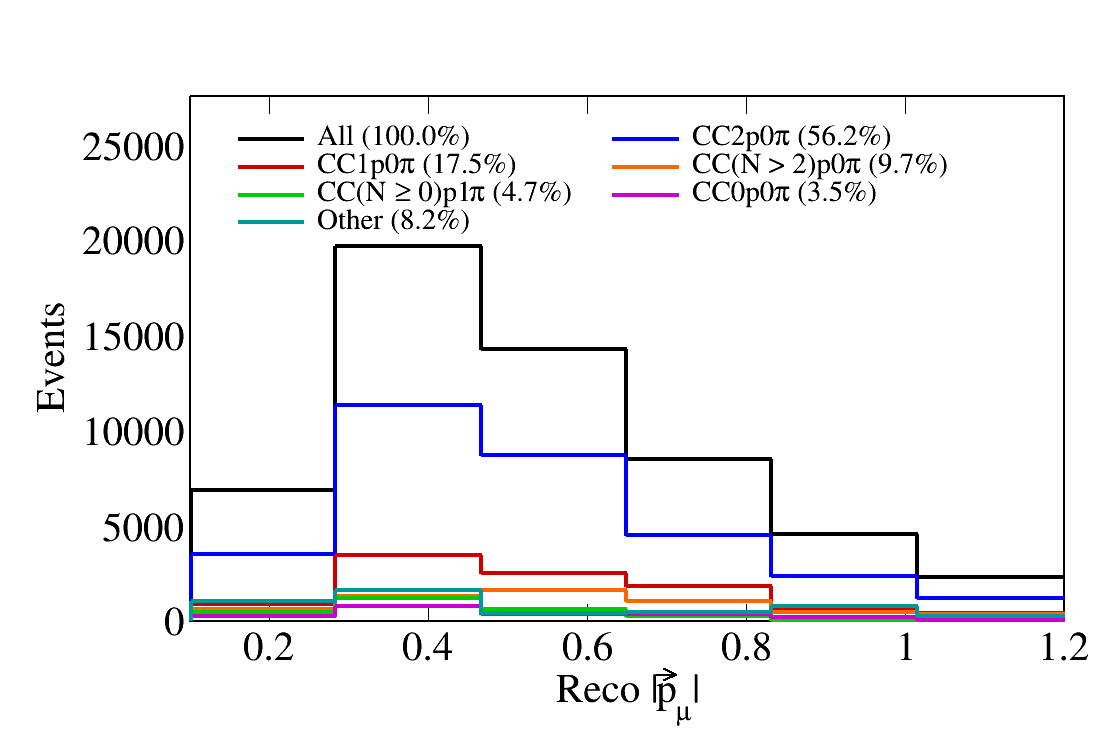 25000
20000
15000
10000
5000
0
Events
All (100.0%)
CC2p0π (56.2%)
CC1p0π (17.5%)
CC(N > 2)p0π (9.7%)
CC(N ≥ 0)p1π (4.7%)
CC0p0π (3.5%)
Other (8.2%)
0.2 0.4 0.6 0.8 1 1.2
Reco |p⃗_μ|